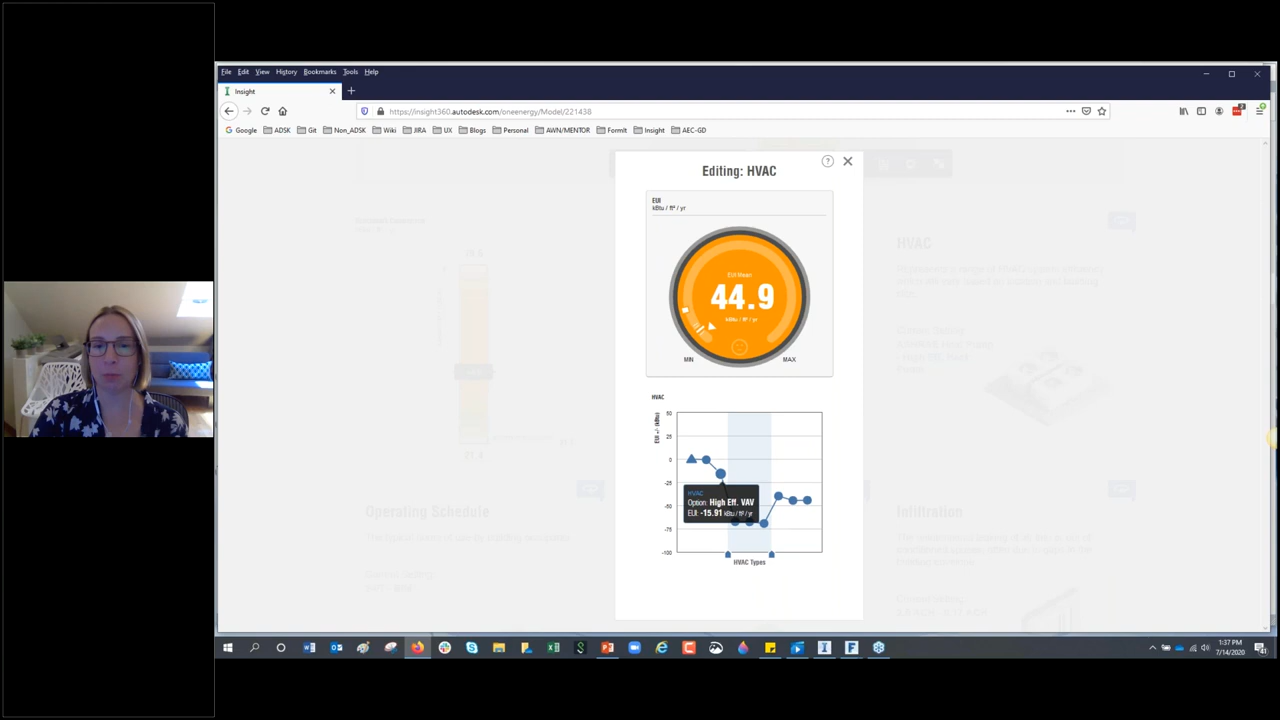 File Edit View History Bookmarks Tools Help
Insight
https://insight360.autodesk.com/oneenergy/Model/221438
Google ADSK Git Non_ADSK Wiki JIRA UX Blogs Personal AWN/MENTOR FormIt Insight AEC-GD
Editing: HVAC
EUI
kBtu / ft² / yr
EUI Mean
44.9
kBtu / ft² / yr
MIN MAX
HVAC
EUI +/- (kBtu)
50
25
0
-25
-50
-75
-100
HVAC
Option: High Eff. VAV
EUI: -15.91 kBtu / ft² / yr
HVAC Types
HVAC
Operating Schedule
Infiltration
1:37 PM
7/14/2020